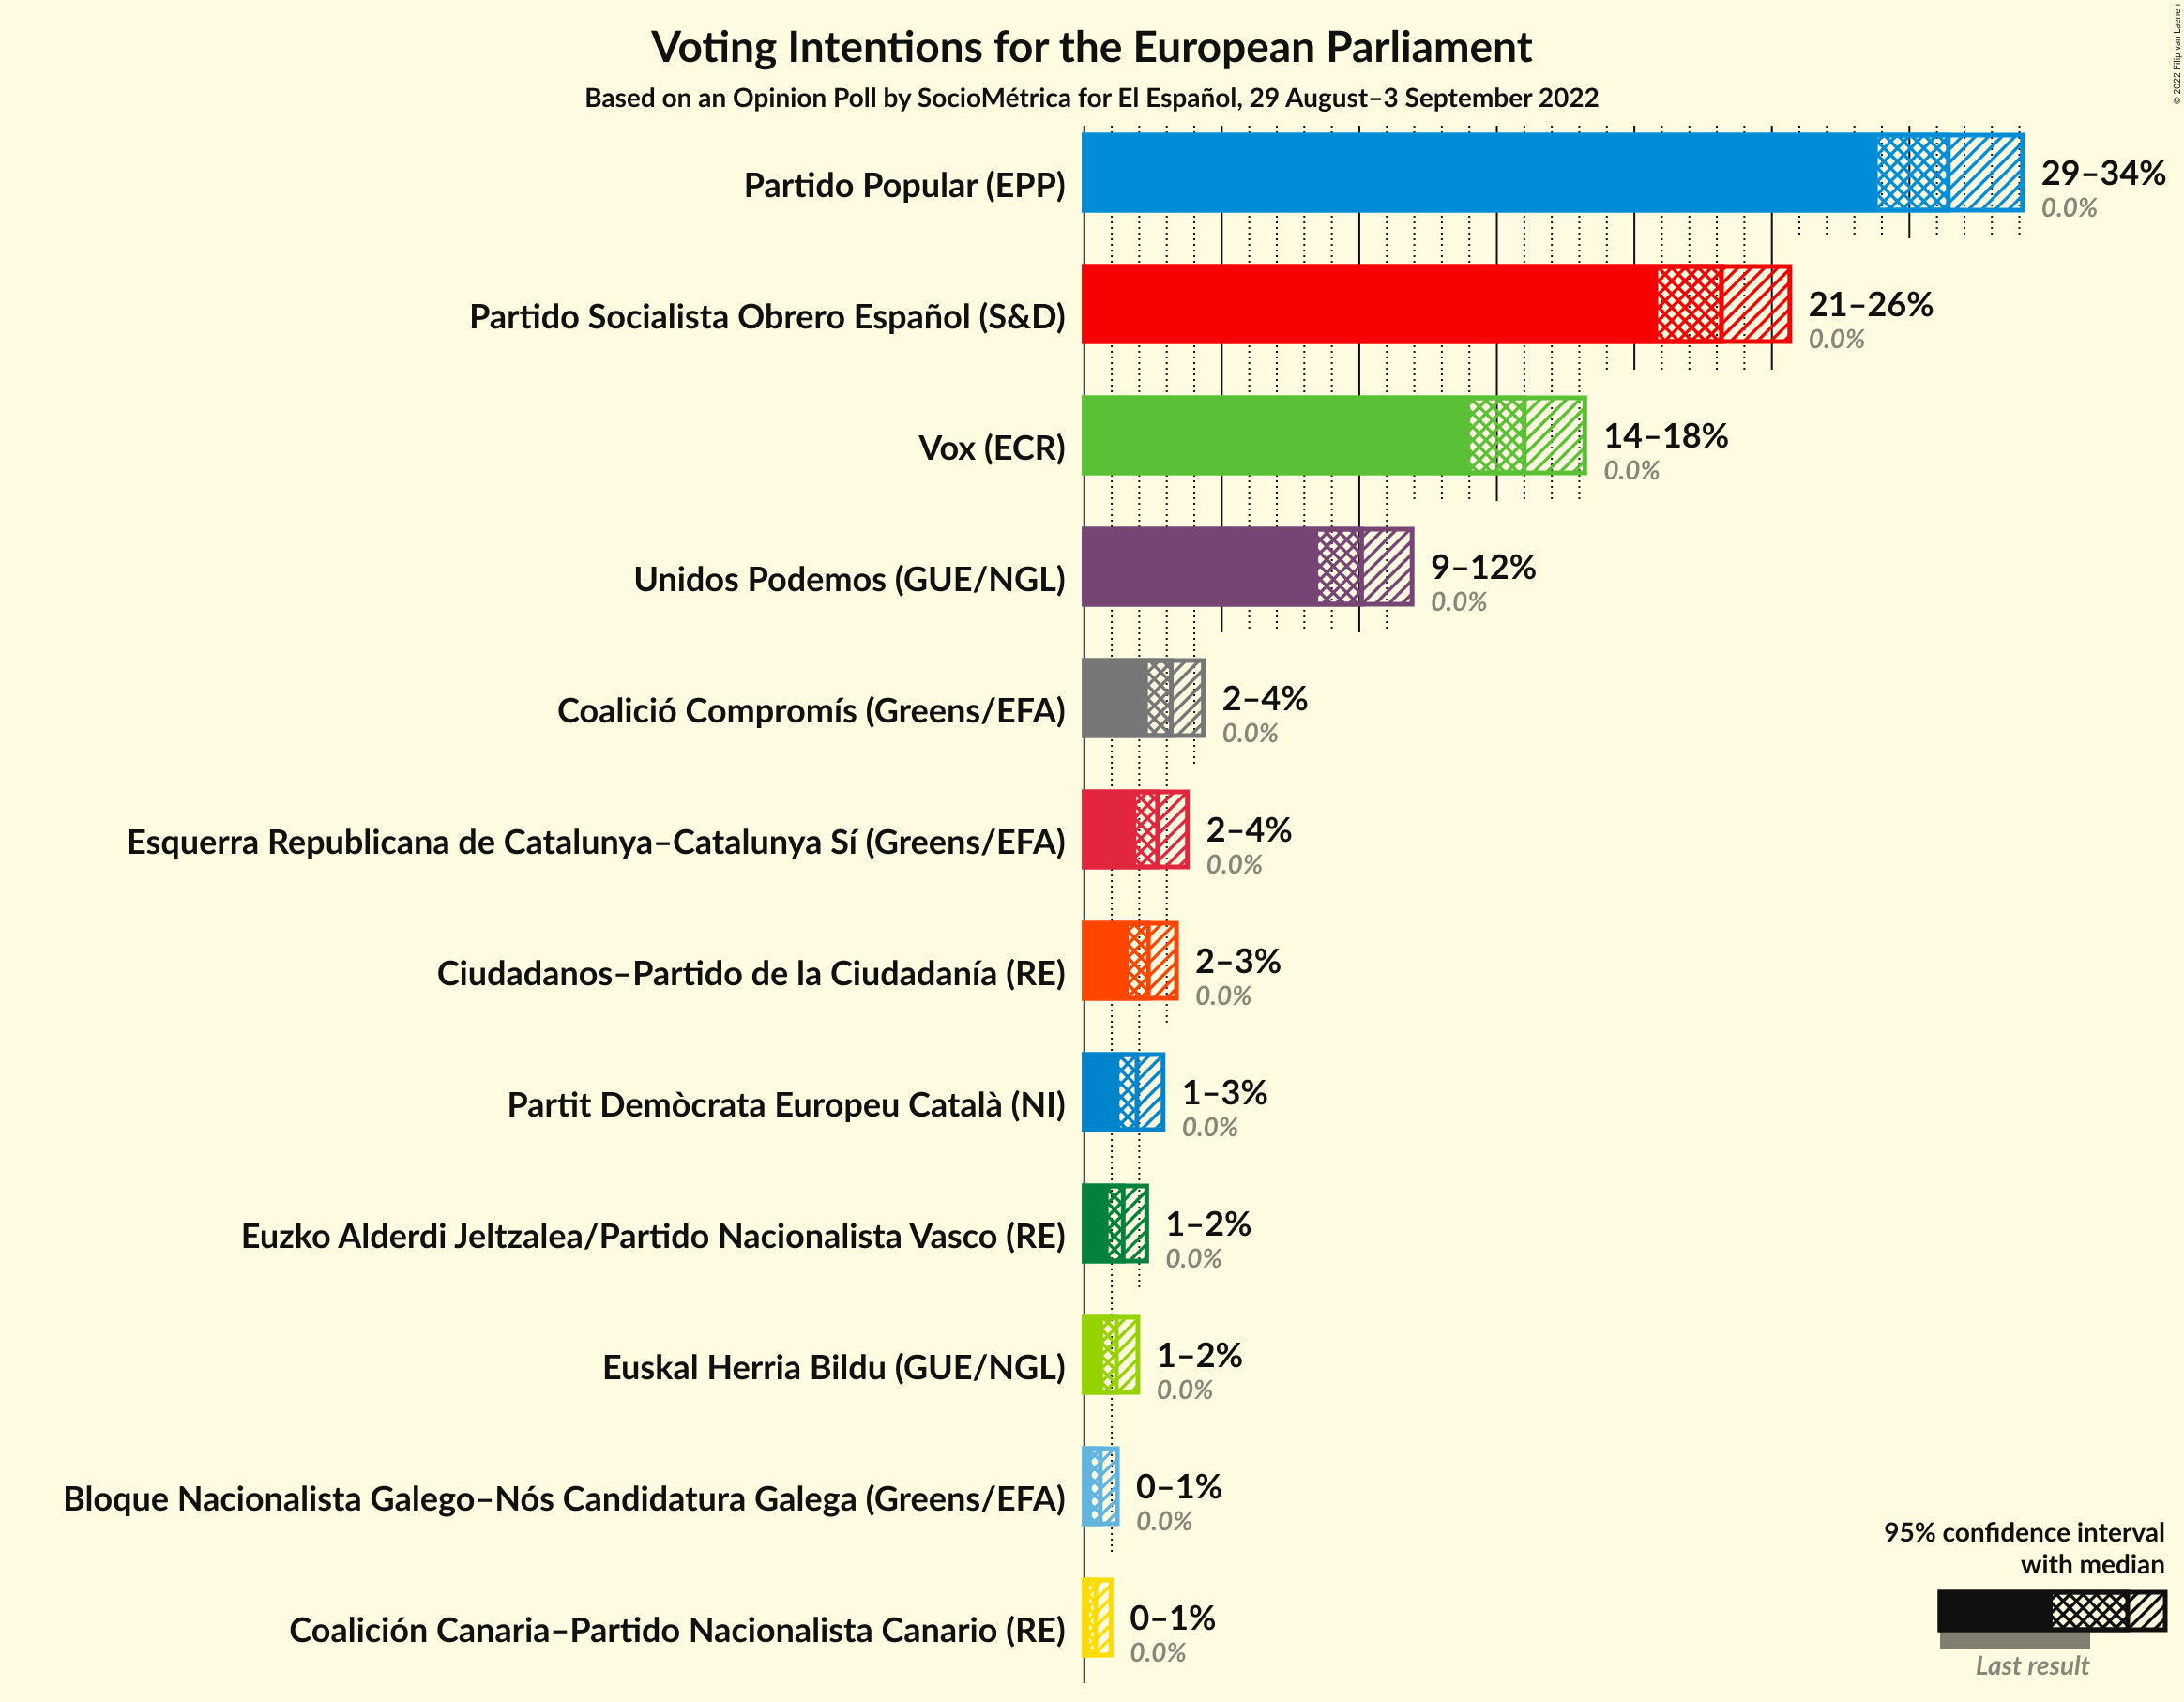 Voting Intentions for the European Parliament
Based on an Opinion Poll by SocioMétrica for El Español, 29 August–3 September 2022
© 2022 Filip van Laenen
Partido Popular (EPP)
29–34%
0.0%
Partido Socialista Obrero Español (S&D)
21–26%
0.0%
Vox (ECR)
14–18%
0.0%
Unidos Podemos (GUE/NGL)
9–12%
0.0%
Coalició Compromís (Greens/EFA)
2–4%
0.0%
Esquerra Republicana de Catalunya–Catalunya Sí (Greens/EFA)
2–4%
0.0%
Ciudadanos–Partido de la Ciudadanía (RE)
2–3%
0.0%
Partit Demòcrata Europeu Català (NI)
1–3%
0.0%
Euzko Alderdi Jeltzalea/Partido Nacionalista Vasco (RE)
1–2%
0.0%
Euskal Herria Bildu (GUE/NGL)
1–2%
0.0%
Bloque Nacionalista Galego–Nós Candidatura Galega (Greens/EFA)
0–1%
0.0%
Coalición Canaria–Partido Nacionalista Canario (RE)
0–1%
0.0%
95% confidence interval
with median
Last result